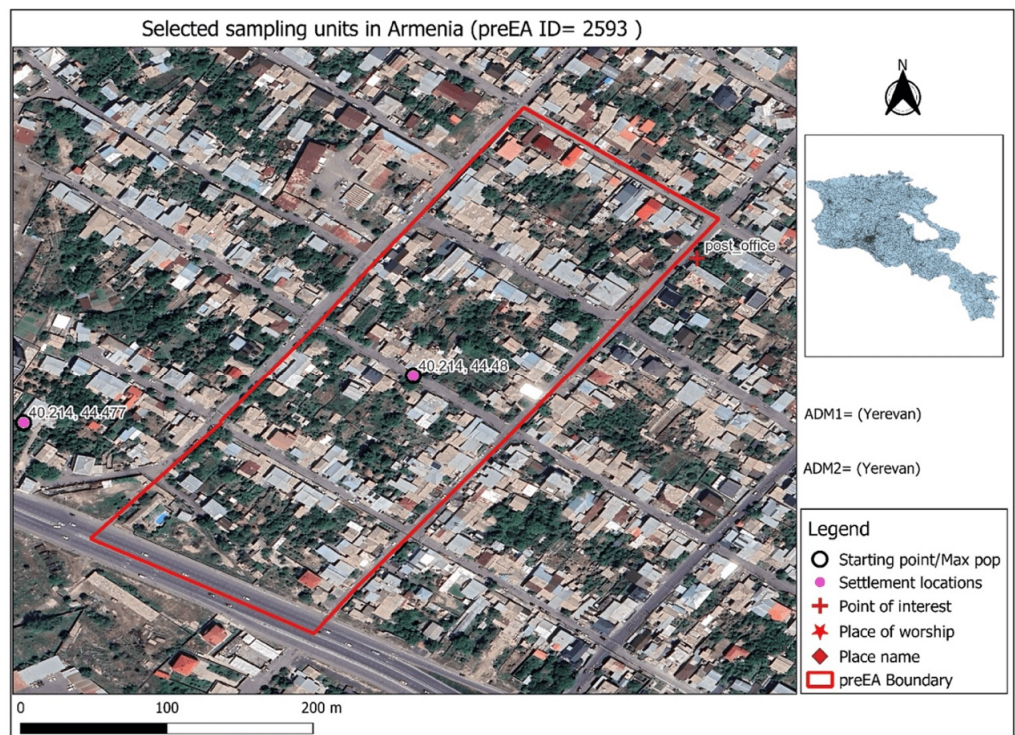 Selected sampling units in Armenia (preEA ID= 2593 )
N
post_office
40.214, 44.48
40.214, 44.477
ADM1= (Yerevan)
ADM2= (Yerevan)
Legend
Starting point/Max pop
Settlement locations
Point of interest
Place of worship
Place name
preEA Boundary
0 100 200 m